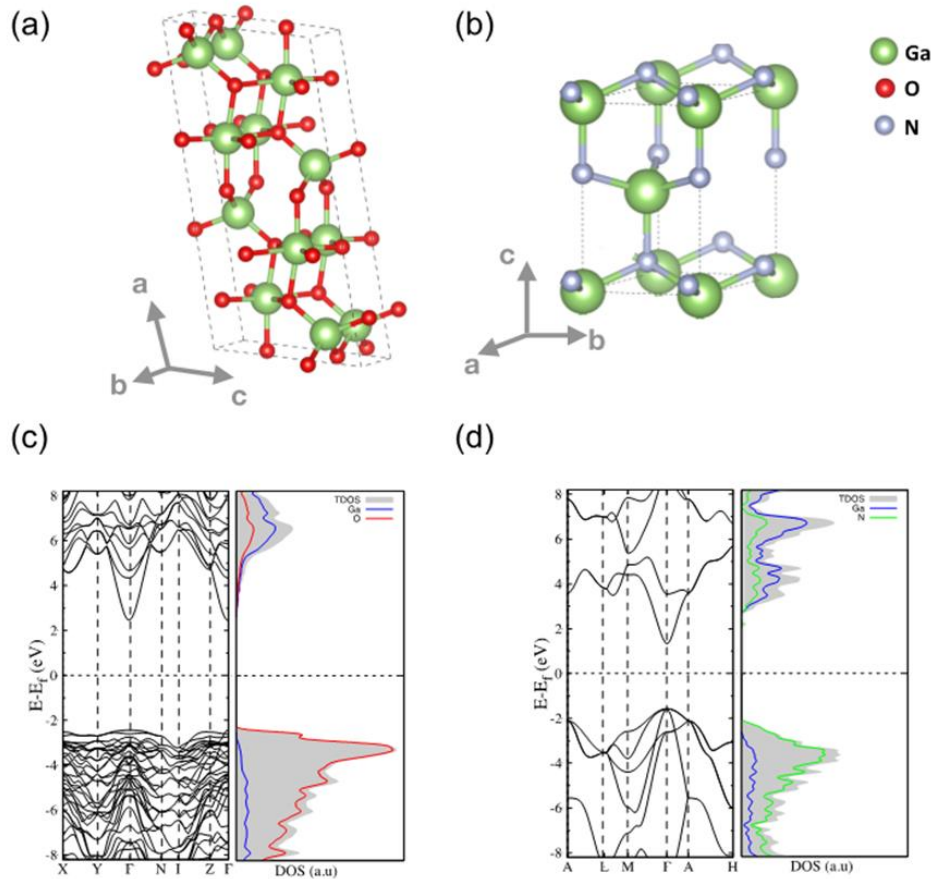 (a)
(b)
Ga
O
N
a
b
c
c
a
b
(c)
(d)
E-E_f (eV)
8
6
4
2
0
-2
-4
-6
-8
X Y Γ N I Z Γ
TDOS
Ga
O
DOS (a.u)
E-E_f (eV)
8
6
4
2
0
-2
-4
-6
-8
A L M Γ A H
TDOS
Ga
N
DOS (a.u)